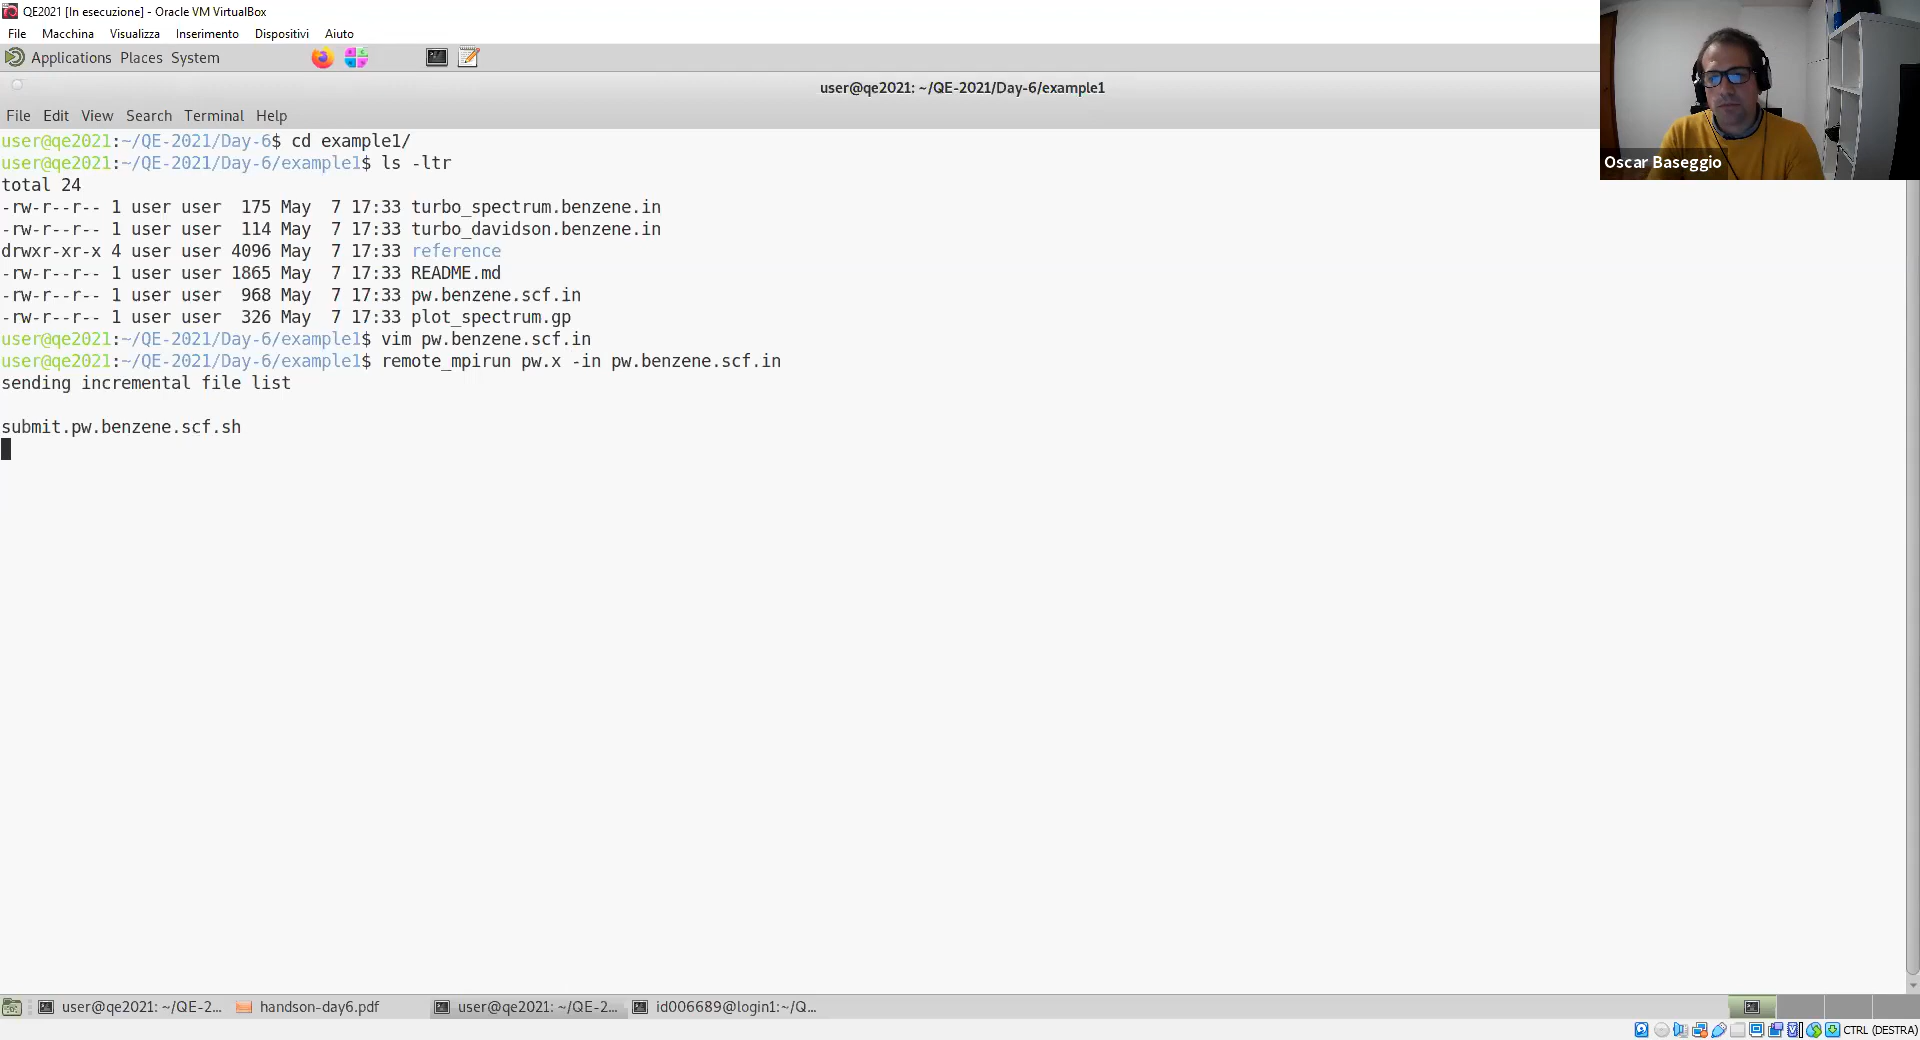 QE2021 [In esecuzione] - Oracle VM VirtualBox
File Macchina Visualizza Inserimento Dispositivi Aiuto
Applications Places System
user@qe2021: ~/QE-2021/Day-6/example1
File Edit View Search Terminal Help
Oscar Baseggio
user@qe2021:~/QE-2021/Day-6$ cd example1/
user@qe2021:~/QE-2021/Day-6/example1$ ls -ltr
total 24
-rw-r--r-- 1 user user  175 May  7 17:33 turbo_spectrum.benzene.in
-rw-r--r-- 1 user user  114 May  7 17:33 turbo_davidson.benzene.in
drwxr-xr-x 4 user user 4096 May  7 17:33 reference
-rw-r--r-- 1 user user 1865 May  7 17:33 README.md
-rw-r--r-- 1 user user  968 May  7 17:33 pw.benzene.scf.in
-rw-r--r-- 1 user user  326 May  7 17:33 plot_spectrum.gp
user@qe2021:~/QE-2021/Day-6/example1$ vim pw.benzene.scf.in
user@qe2021:~/QE-2021/Day-6/example1$ remote_mpirun pw.x -in pw.benzene.scf.in
sending incremental file list
submit.pw.benzene.scf.sh
user@qe2021: ~/QE-2... handson-day6.pdf user@qe2021: ~/QE-2... id006689@login1:~/Q...
CTRL (DESTRA)